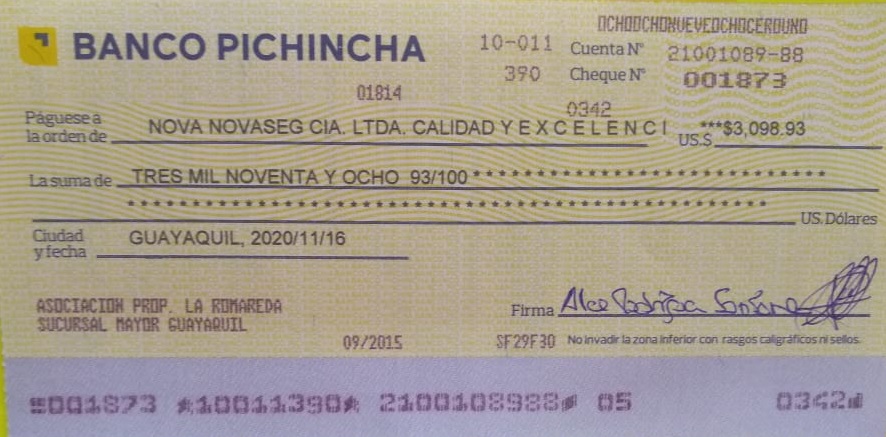 OCHOOCHONUEVEOCHOCEROUNO
BANCO PICHINCHA 10-011 Cuenta N° 21001089-88
390 Cheque N° 001873
01814
0342
Páguese a la orden de NOVA NOVASEG CIA. LTDA. CALIDAD Y EXCELENCI US.$ ***$3,098.93
La suma de TRES MIL NOVENTA Y OCHO 93/100************************************
*************************************************************** US. Dólares
Ciudad y fecha GUAYAQUIL, 2020/11/16
ASOCIACION PROP. LA ROMAREDA
SUCURSAL MAYOR GUAYAQUIL
Firma
09/2015 SF29F30 No invadir la zona inferior con rasgos caligráficos ni sellos.
⑈001873 ⑆10011390⑆ 2100108988⑈ 05 0342⑈